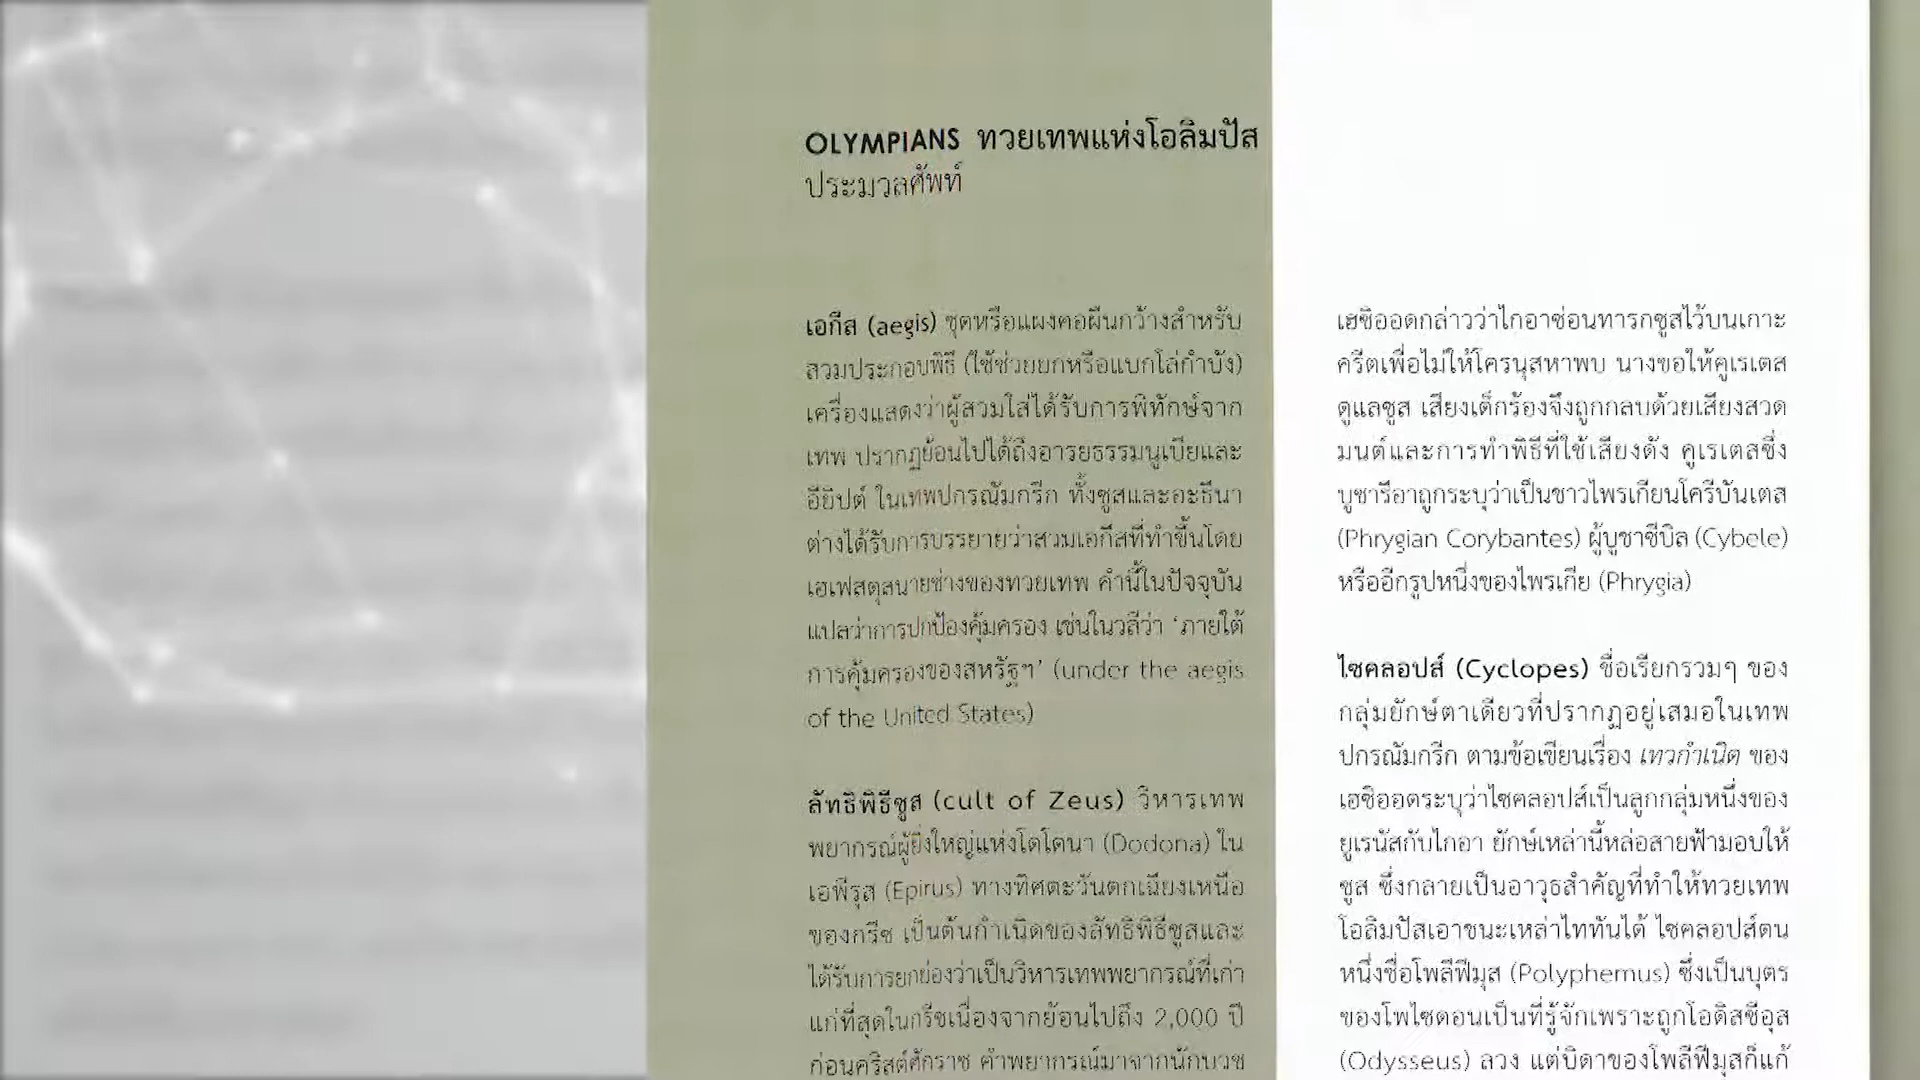 OLYMPIANS ทวยเทพแห่งโอลิมปัส
ประมวลศัพท์
เอกีส (aegis) ชุดหรือแผงคอผืนกว้างสำหรับ
สวมประกอบพิธี (ใช้ช่วยยกหรือแบกโล่กำบัง)
เครื่องแสดงว่าผู้สวมใส่ได้รับการพิทักษ์จาก
เทพ ปรากฏย้อนไปได้ถึงอารยธรรมนูเบียและ
อียิปต์ ในเทพปกรณัมกรีก ทั้งซูสและอะธีนา
ต่างได้รับการบรรยายว่าสวมเอกีสที่ทำขึ้นโดย
เฮเฟสตุสนายช่างของทวยเทพ คำนี้ในปัจจุบัน
แปลว่าการปกป้องคุ้มครอง เช่นในวลีว่า ‘ภายใต้
การคุ้มครองของสหรัฐฯ’ (under the aegis
of the United States)
ลัทธิพิธีซูส (cult of Zeus) วิหารเทพ
พยากรณ์ผู้ยิ่งใหญ่แห่งโดโดนา (Dodona) ใน
เอพีรุส (Epirus) ทางทิศตะวันตกเฉียงเหนือ
ของกรีซ เป็นต้นกำเนิดของลัทธิพิธีซูสและ
ได้รับการยกย่องว่าเป็นวิหารเทพพยากรณ์ที่เก่า
แก่ที่สุดในกรีซเนื่องจากย้อนไปถึง 2,000 ปี
ก่อนคริสต์ศักราช คำพยากรณ์มาจากนักบวช
เฮซิออดกล่าวว่าไกอาซ่อนทารกซูสไว้บนเกาะ
ครีตเพื่อไม่ให้โครนุสหาพบ นางขอให้คูเรเตส
ดูแลซูส เสียงเด็กร้องจึงถูกกลบด้วยเสียงสวด
มนต์และการทำพิธีที่ใช้เสียงดัง คูเรเตสซึ่ง
บูชารีอาถูกระบุว่าเป็นชาวไพรเกียนโครีบันเตส
(Phrygian Corybantes) ผู้บูชาซีบิล (Cybele)
หรืออีกรูปหนึ่งของไพรเกีย (Phrygia)
ไซคลอปส์ (Cyclopes) ชื่อเรียกรวมๆ ของ
กลุ่มยักษ์ตาเดียวที่ปรากฏอยู่เสมอในเทพ
ปกรณัมกรีก ตามข้อเขียนเรื่อง เทวกำเนิด ของ
เฮซิออดระบุว่าไซคลอปส์เป็นลูกกลุ่มหนึ่งของ
ยูเรนัสกับไกอา ยักษ์เหล่านี้หล่อสายฟ้ามอบให้
ซูส ซึ่งกลายเป็นอาวุธสำคัญที่ทำให้ทวยเทพ
โอลิมปัสเอาชนะเหล่าไททันได้ ไซคลอปส์ตน
หนึ่งชื่อโพลีฟีมุส (Polyphemus) ซึ่งเป็นบุตร
ของโพไซดอนเป็นที่รู้จักเพราะถูกโอดิสซีอุส
(Odysseus) ลวง แต่บิดาของโพลีฟีมุสก็แก้